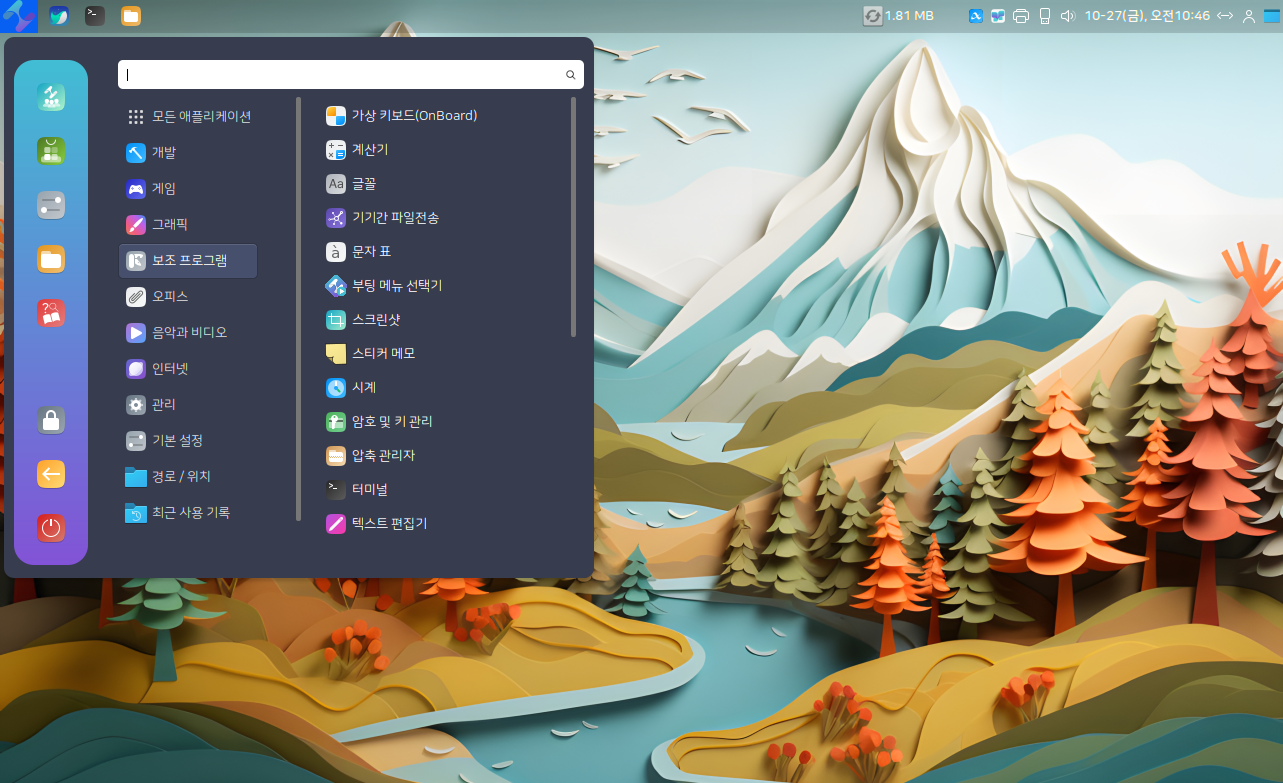 1.81 MB
10-27(금), 오전10:46
모든 애플리케이션
개발
게임
그래픽
보조 프로그램
오피스
음악과 비디오
인터넷
관리
기본 설정
경로 / 위치
최근 사용 기록
가상 키보드(OnBoard)
계산기
Aa 글꼴
기기간 파일전송
à 문자 표
부팅 메뉴 선택기
스크린샷
스티커 메모
시계
암호 및 키 관리
압축 관리자
터미널
텍스트 편집기